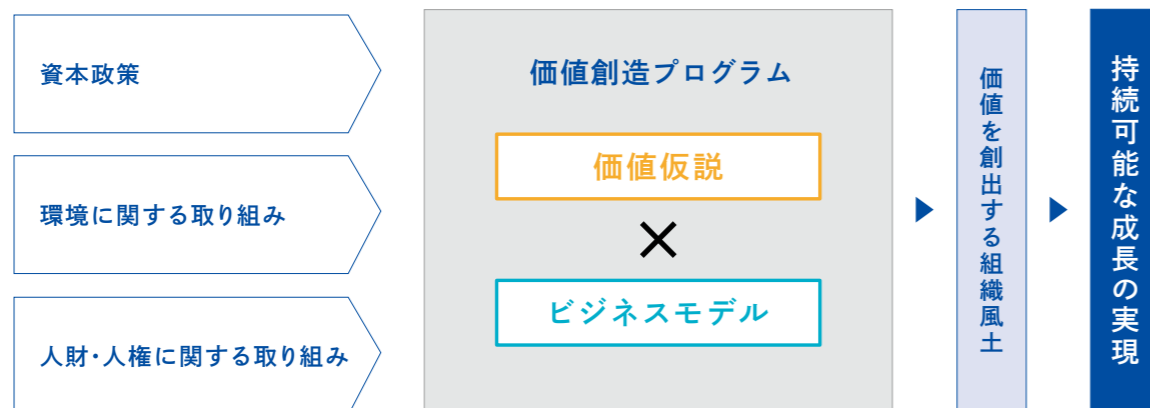 資本政策
環境に関する取り組み
人財・人権に関する取り組み
価値創造プログラム
価値仮説
×
ビジネスモデル
価値を創出する組織風土
持続可能な成長の実現